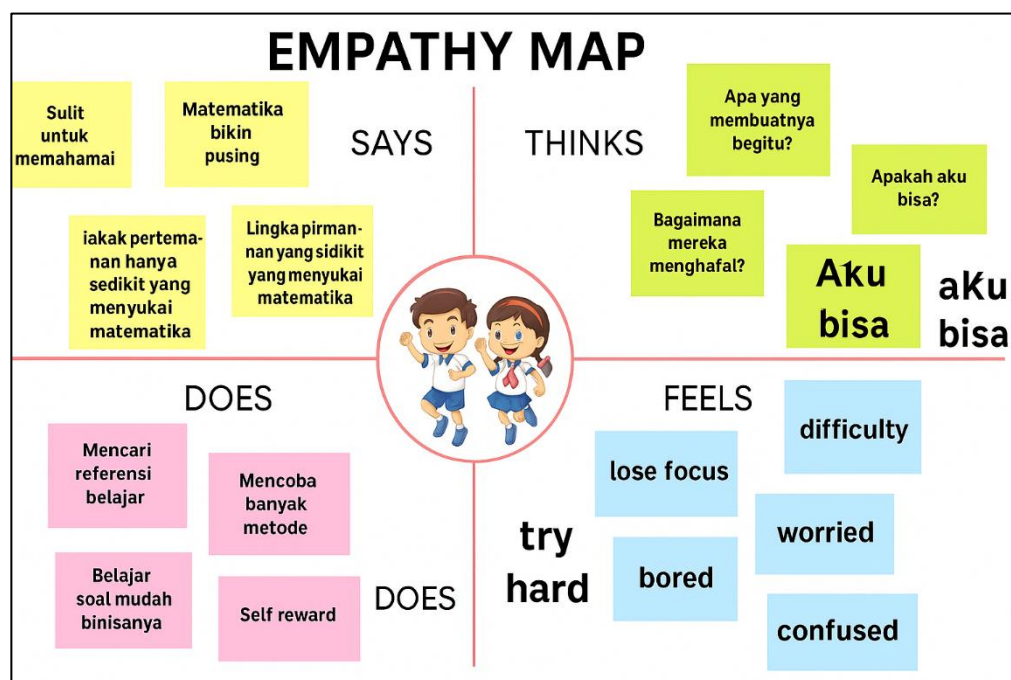 EMPATHY MAP
SAYS
Sulit
untuk
memahamai
Matematika
bikin
pusing
iakak pertema-
nan hanya
sedikit yang
menyukai
matematika
Lingka pirman-
nan yang sidikit
yang menyukai
matematika
THINKS
Apa yang
membuatnya
begitu?
Apakah aku
bisa?
Bagaimana
mereka
menghafal?
Aku
bisa
aKu
bisa
DOES
Mencari
referensi
belajar
Mencoba
banyak
metode
Belajar
soal mudah
binisanya
Self reward
DOES
FEELS
difficulty
lose focus
worried
try
hard
bored
confused